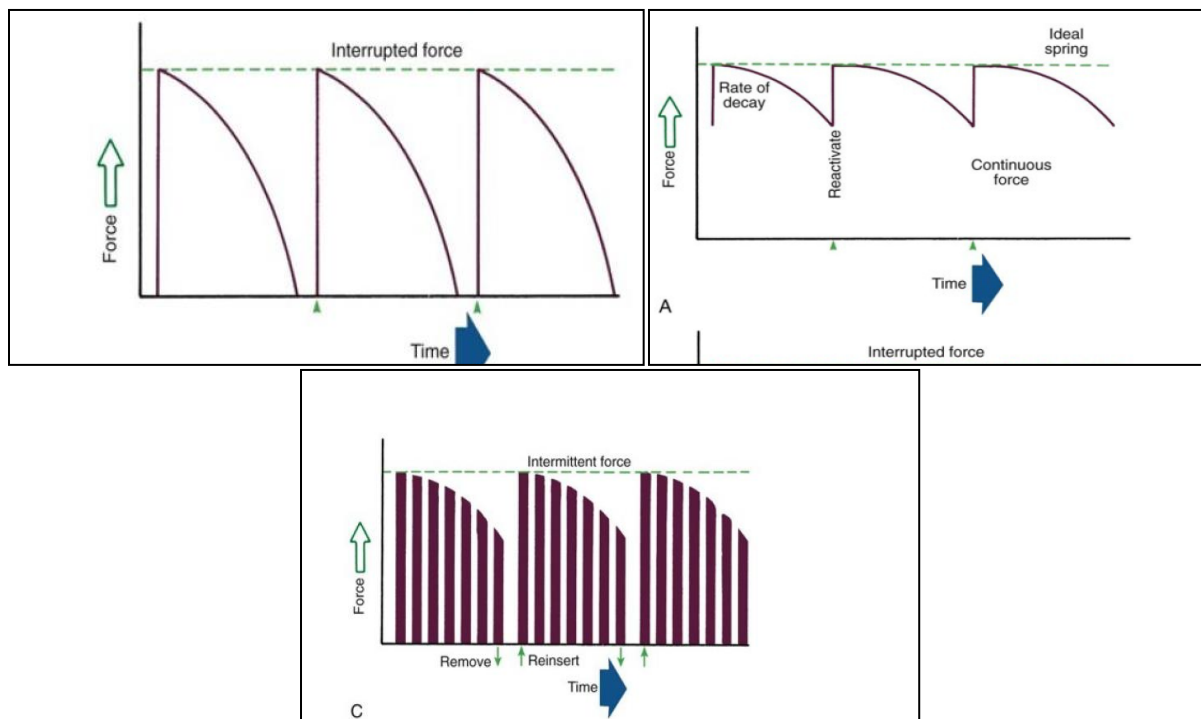 Interrupted force
Force
Time
Ideal
spring
Rate of
decay
Force
Reactivate
Continuous
force
Time
A
Interrupted force
Intermittent force
Force
Remove
Reinsert
Time
C